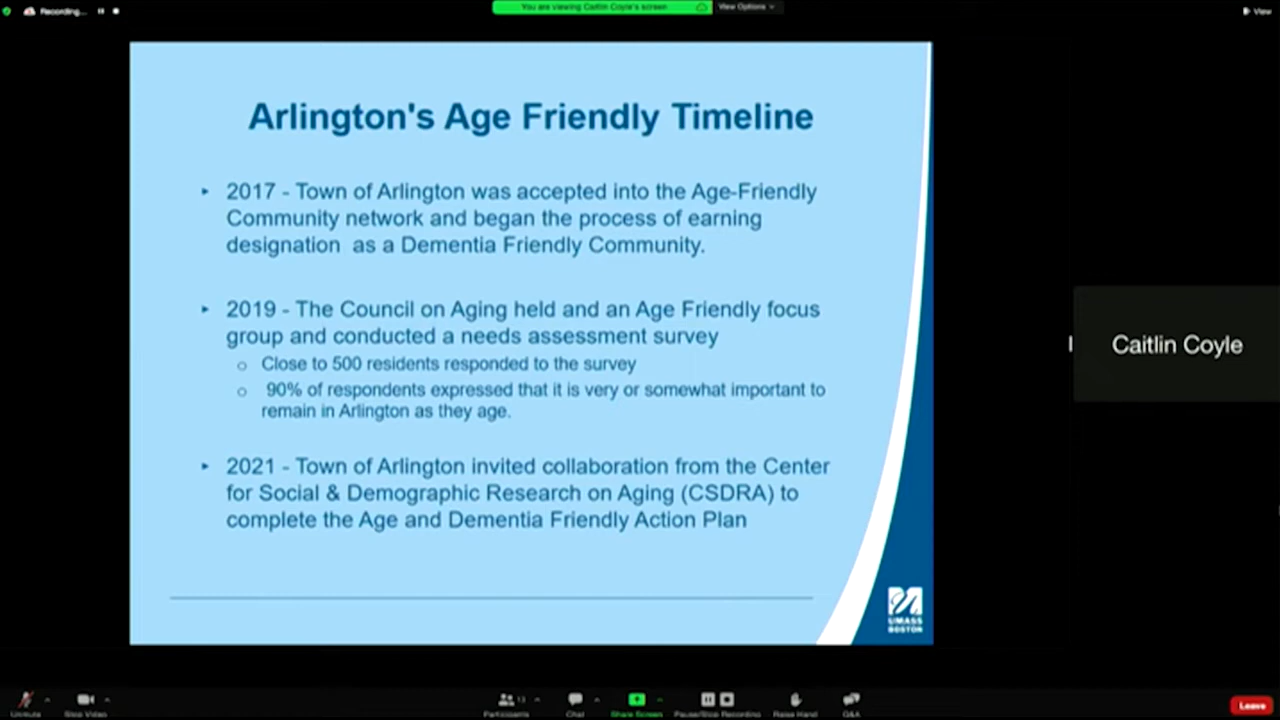 Recording...
You are viewing Caitlin Coyle's screen
View Options
View
Arlington's Age Friendly Timeline
‣ 2017 - Town of Arlington was accepted into the Age-Friendly
Community network and began the process of earning
designation as a Dementia Friendly Community.
‣ 2019 - The Council on Aging held and an Age Friendly focus
group and conducted a needs assessment survey
o Close to 500 residents responded to the survey
o 90% of respondents expressed that it is very or somewhat important to
remain in Arlington as they age.
‣ 2021 - Town of Arlington invited collaboration from the Center
for Social & Demographic Research on Aging (CSDRA) to
complete the Age and Dementia Friendly Action Plan
UMASS
BOSTON
Caitlin Coyle
Unmute
Stop Video
Participants
13
Chat
Share Screen
Pause/Stop Recording
Raise Hand
Q&A
Leave